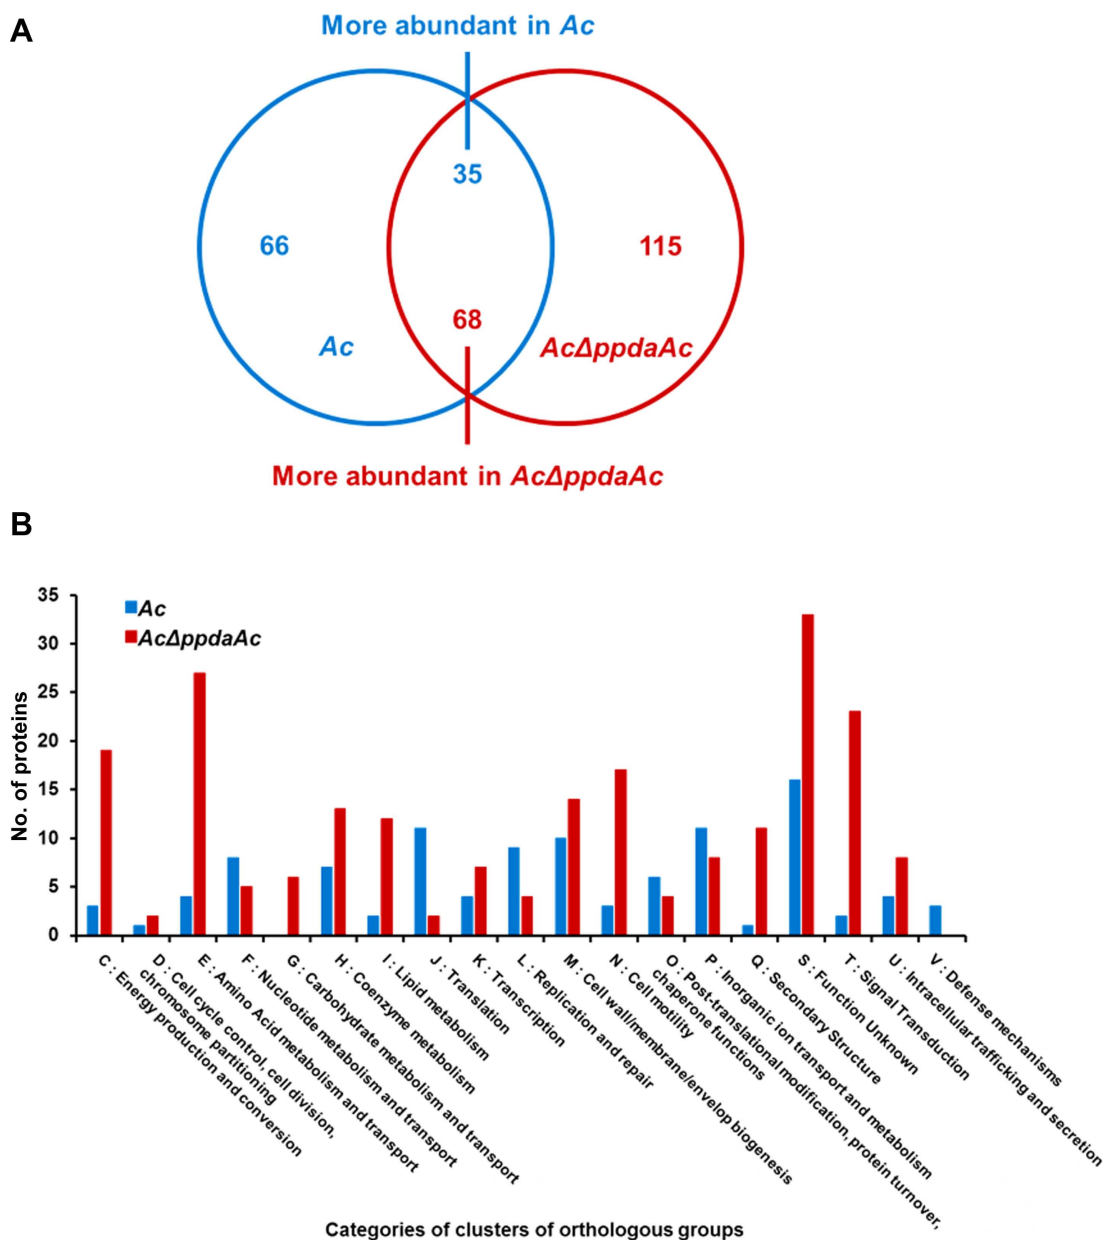 A
More abundant in Ac
35
66
115
68
Ac
AcΔppdaAc
More abundant in AcΔppdaAc
B
No. of proteins
35
30
25
20
15
10
5
0
Ac
AcΔppdaAc
C : Energy production and conversion
D : Cell cycle control, cell division,
chromosome partitioning
E : Amino Acid metabolism and transport
F : Nucleotide metabolism and transport
G : Carbohydrate metabolism and transport
H : Coenzyme metabolism
I : Lipid metabolism
J : Translation
K : Transcription
L : Replication and repair
M : Cell wall/membrane/envelop biogenesis
N : Cell motility
O : Post-translational modification, protein turnover,
chaperone functions
P : Inorganic ion transport and metabolism
Q : Secondary Structure
S : Function Unknown
T : Signal Transduction
U : Intracellular trafficking and secretion
V : Defense mechanisms
Categories of clusters of orthologous groups